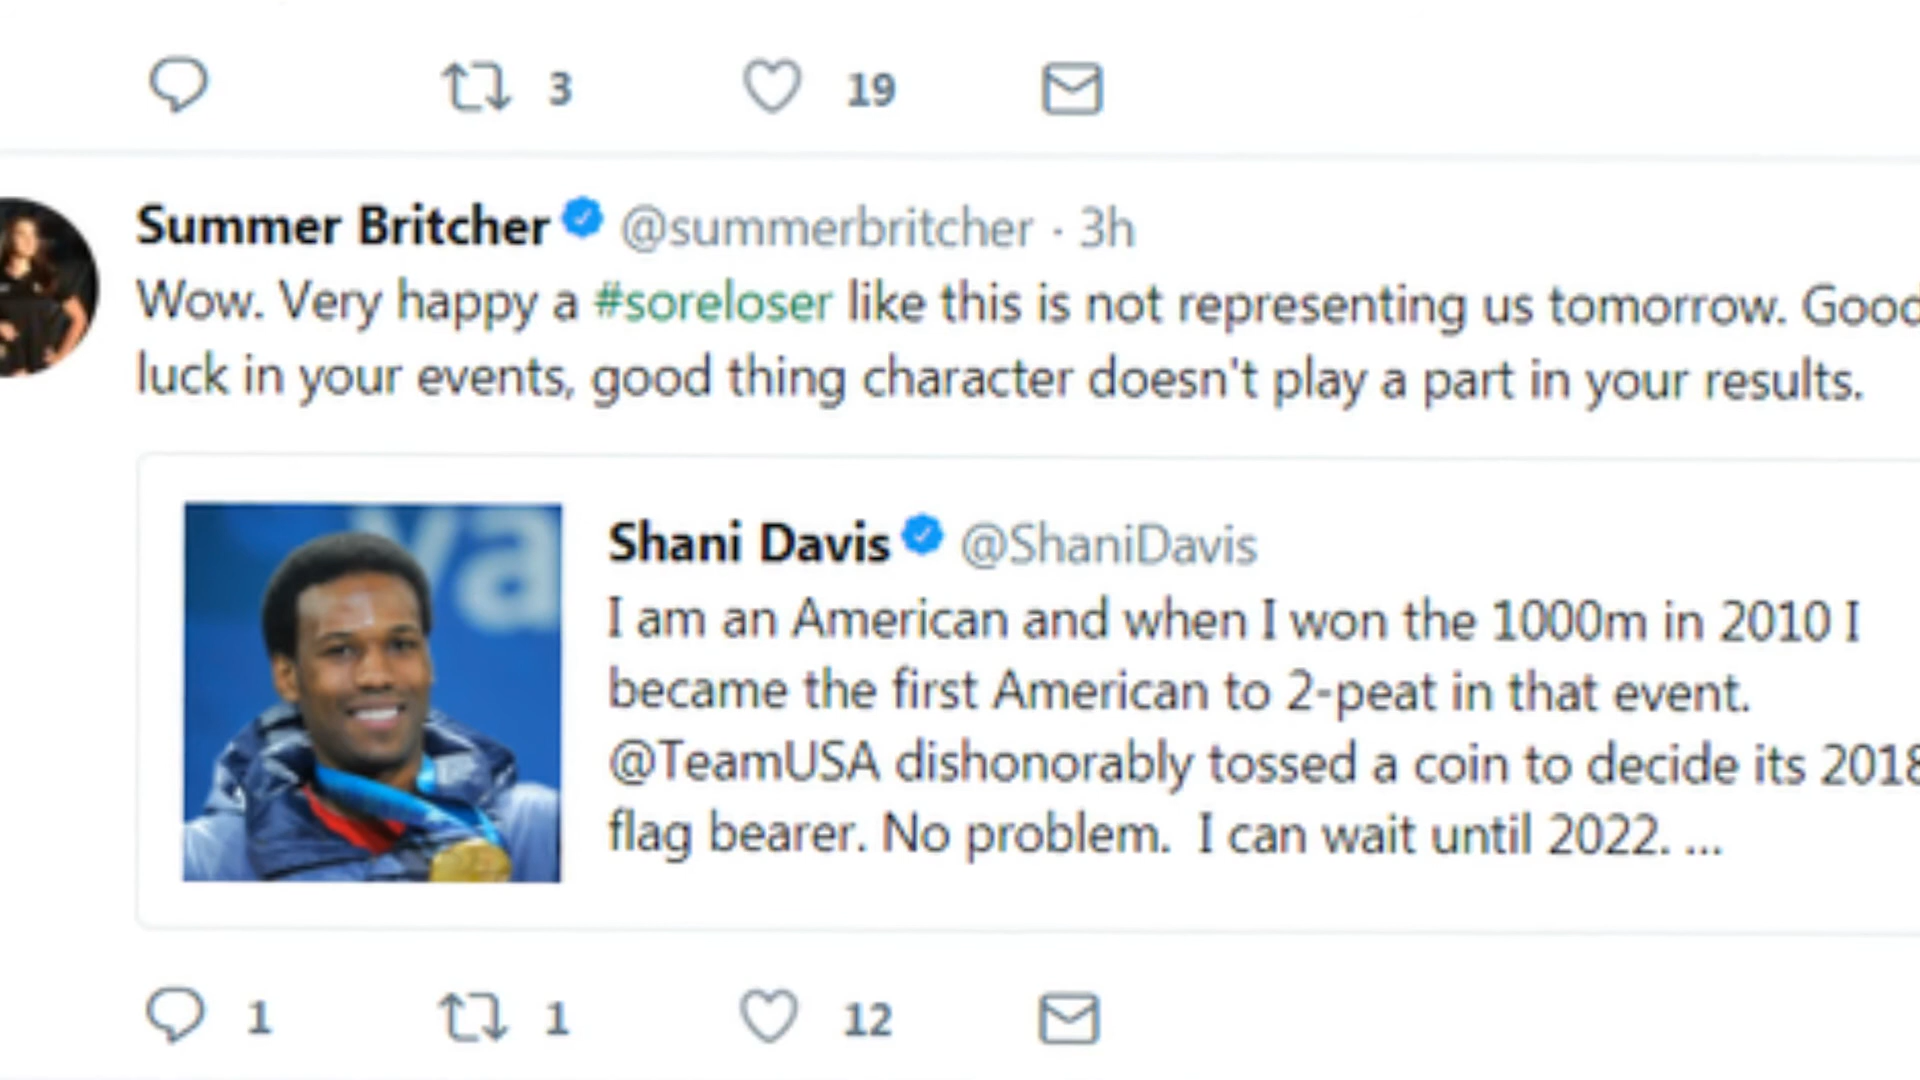 3 19
Summer Britcher @summerbritcher · 3h
Wow. Very happy a #soreloser like this is not representing us tomorrow. Good
luck in your events, good thing character doesn't play a part in your results.
va
Shani Davis @ShaniDavis
I am an American and when I won the 1000m in 2010 I
became the first American to 2-peat in that event.
@TeamUSA dishonorably tossed a coin to decide its 2018
flag bearer. No problem. I can wait until 2022. ...
1 1 12